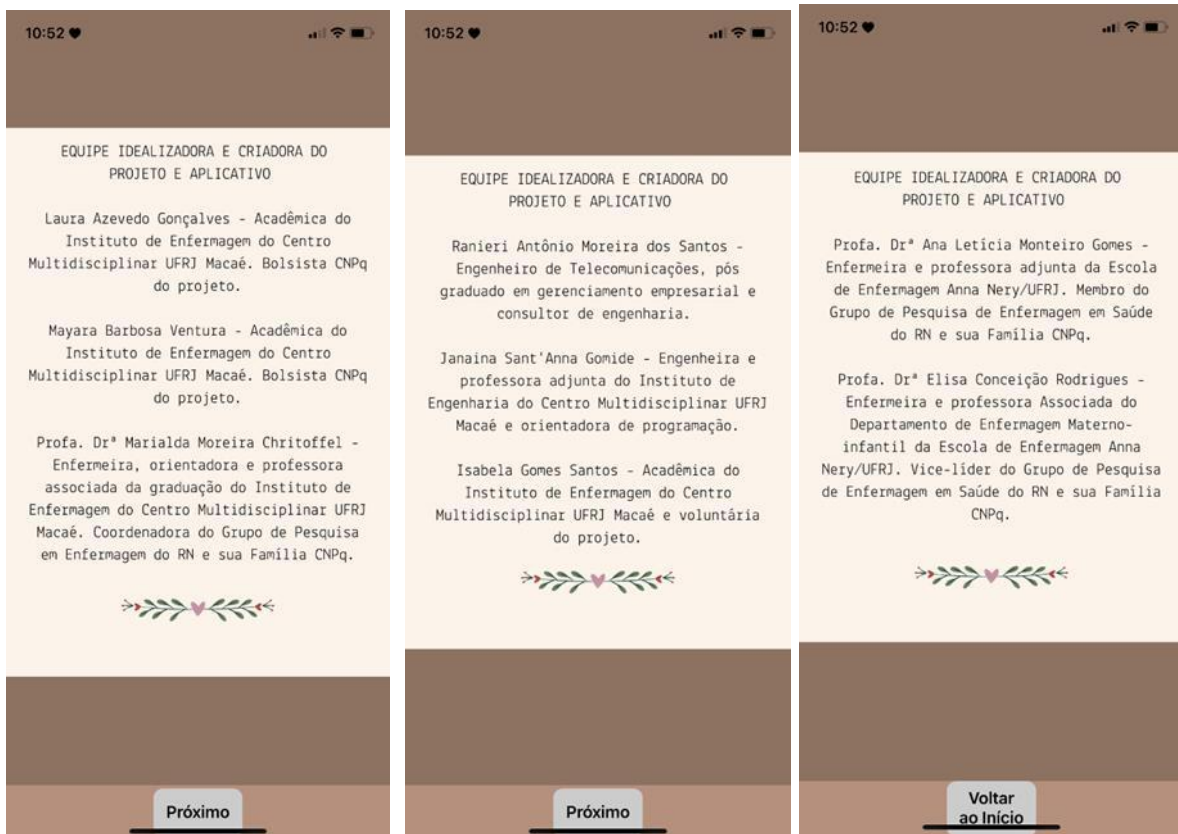 10:52
EQUIPE IDEALIZADORA E CRIADORA DO
PROJETO E APLICATIVO
Laura Azevedo Gonçalves - Acadêmica do
Instituto de Enfermagem do Centro
Multidisciplinar UFRJ Macaé. Bolsista CNPq
do projeto.
Mayara Barbosa Ventura - Acadêmica do
Instituto de Enfermagem do Centro
Multidisciplinar UFRJ Macaé. Bolsista CNPq
do projeto.
Profa. Drª Marialda Moreira Chritoffel -
Enfermeira, orientadora e professora
associada da graduação do Instituto de
Enfermagem do Centro Multidisciplinar UFRJ
Macaé. Coordenadora do Grupo de Pesquisa
em Enfermagem do RN e sua Família CNPq.
Próximo
10:52
EQUIPE IDEALIZADORA E CRIADORA DO
PROJETO E APLICATIVO
Ranieri Antônio Moreira dos Santos -
Engenheiro de Telecomunicações, pós
graduado em gerenciamento empresarial e
consultor de engenharia.
Janaina Sant'Anna Gomide - Engenheira e
professora adjunta do Instituto de
Engenharia do Centro Multidisciplinar UFRJ
Macaé e orientadora de programação.
Isabela Gomes Santos - Acadêmica do
Instituto de Enfermagem do Centro
Multidisciplinar UFRJ Macaé e voluntária
do projeto.
Próximo
10:52
EQUIPE IDEALIZADORA E CRIADORA DO
PROJETO E APLICATIVO
Profa. Drª Ana Letícia Monteiro Gomes -
Enfermeira e professora adjunta da Escola
de Enfermagem Anna Nery/UFRJ. Membro do
Grupo de Pesquisa de Enfermagem em Saúde
do RN e sua Família CNPq.
Profa. Drª Elisa Conceição Rodrigues -
Enfermeira e professora Associada do
Departamento de Enfermagem Materno-
infantil da Escola de Enfermagem Anna
Nery/UFRJ. Vice-líder do Grupo de Pesquisa
de Enfermagem em Saúde do RN e sua Família
CNPq.
Voltar
ao Início